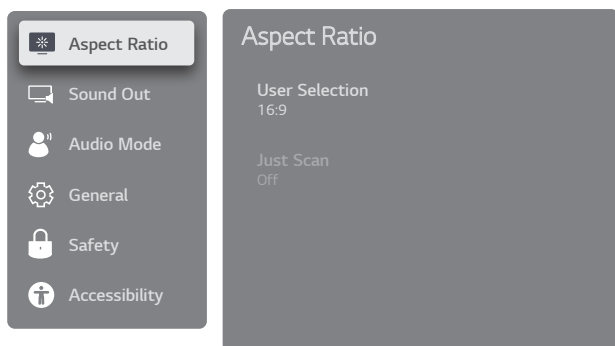 Aspect Ratio
Sound Out
Audio Mode
General
Safety
Accessibility
Aspect Ratio
User Selection
16:9
Just Scan
Off